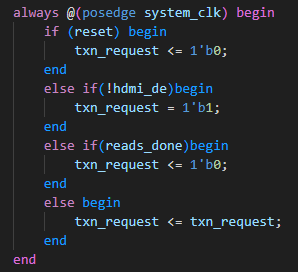 always @(posedge system_clk) begin
if (reset) begin
txn_request <= 1'b0;
end
else if(!hdmi_de)begin
txn_request = 1'b1;
end
else if(reads_done)begin
txn_request <= 1'b0;
end
else begin
txn_request <= txn_request;
end
end